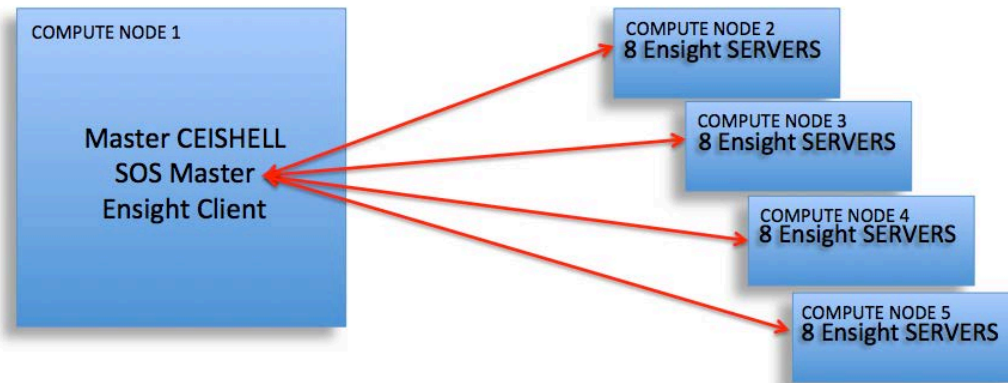 COMPUTE NODE 1
Master CEISHELL
SOS Master
Ensight Client
COMPUTE NODE 2
8 Ensight SERVERS
COMPUTE NODE 3
8 Ensight SERVERS
COMPUTE NODE 4
8 Ensight SERVERS
COMPUTE NODE 5
8 Ensight SERVERS